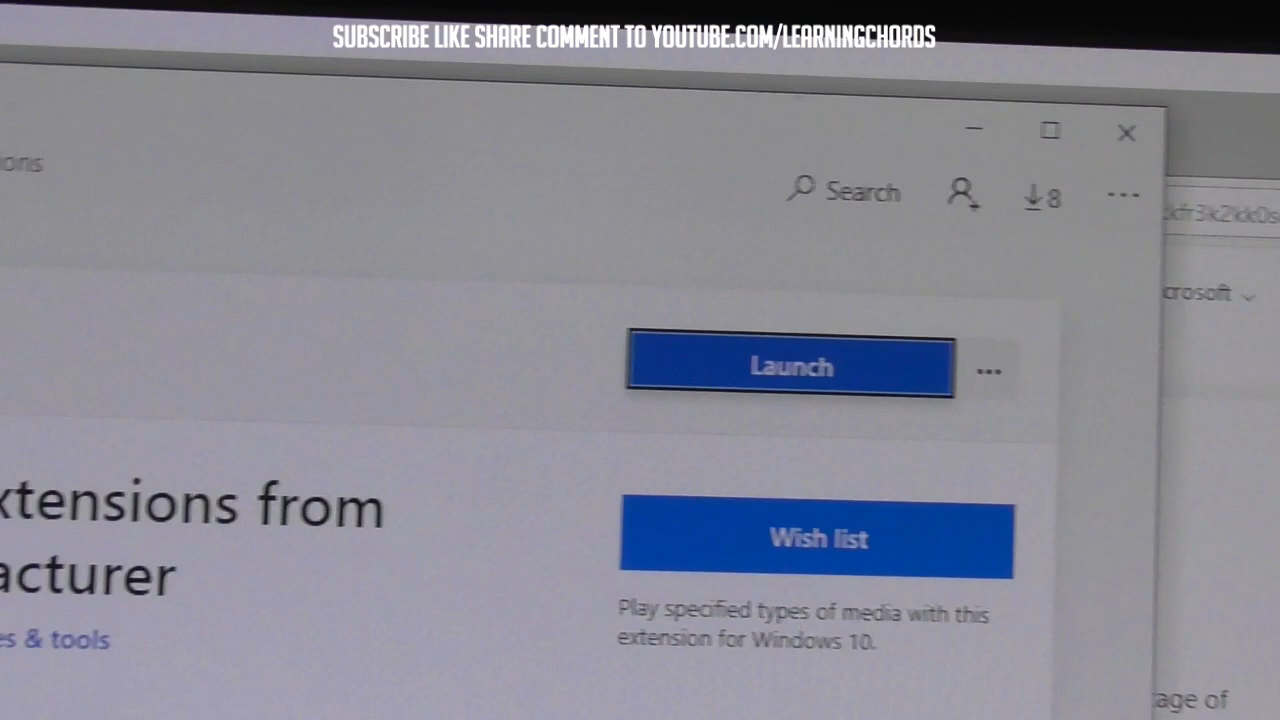 SUBSCRIBE LIKE SHARE COMMENT TO YOUTUBE.COM/LEARNINGCHORDS
ions
Search
8
crosoft
Launch
xtensions from
acturer
Wish list
es & tools
Play specified types of media with this
extension for Windows 10.
age of